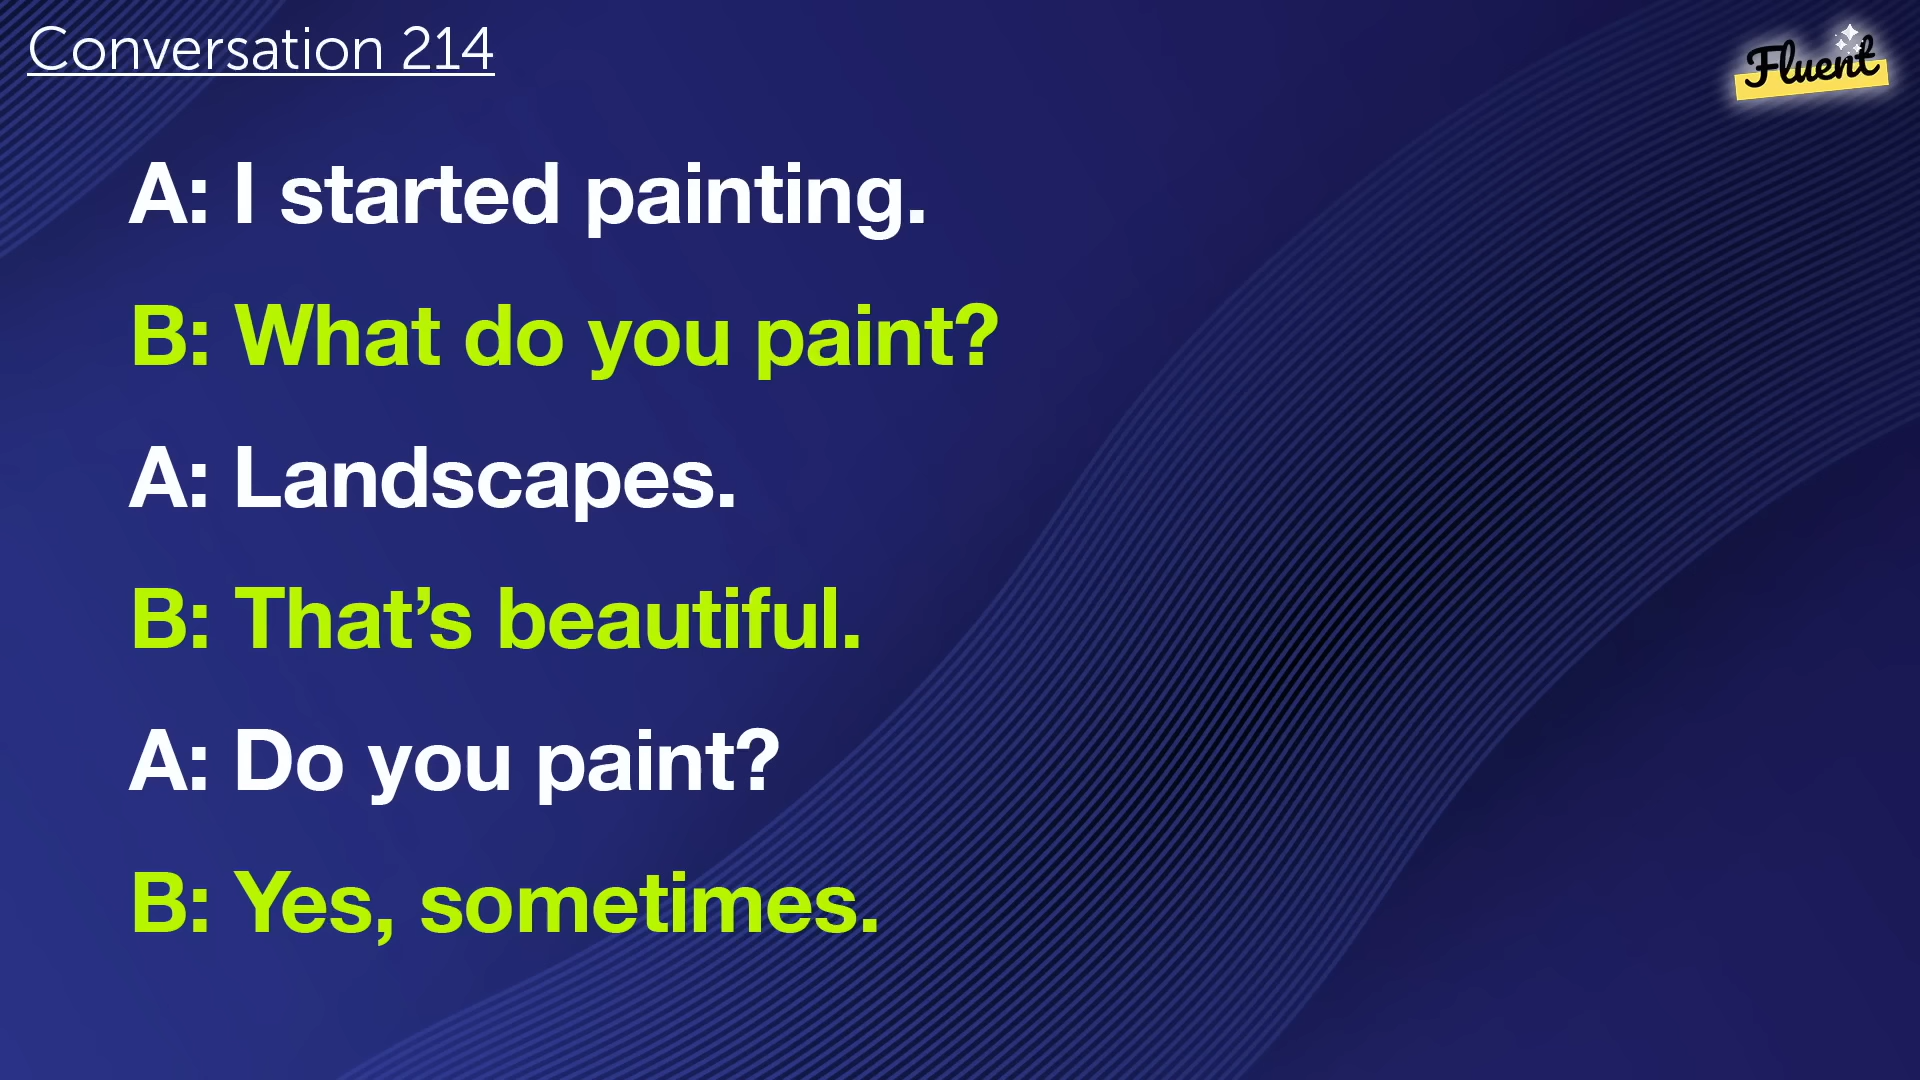 Conversation 214
Fluent
A: I started painting.
B: What do you paint?
A: Landscapes.
B: That’s beautiful.
A: Do you paint?
B: Yes, sometimes.